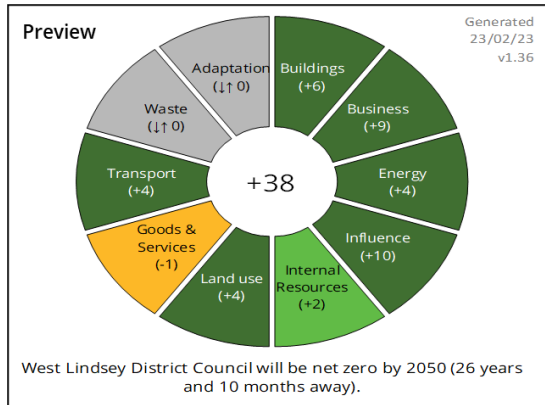 Preview
Generated
23/02/23
v1.36
Adaptation
(↓↑ 0)
Buildings
(+6)
Waste
(↓↑ 0)
Business
(+9)
Transport
(+4)
+38
Energy
(+4)
Goods &
Services
(-1)
Influence
(+10)
Land use
(+4)
Internal
Resources
(+2)
West Lindsey District Council will be net zero by 2050 (26 years
and 10 months away).